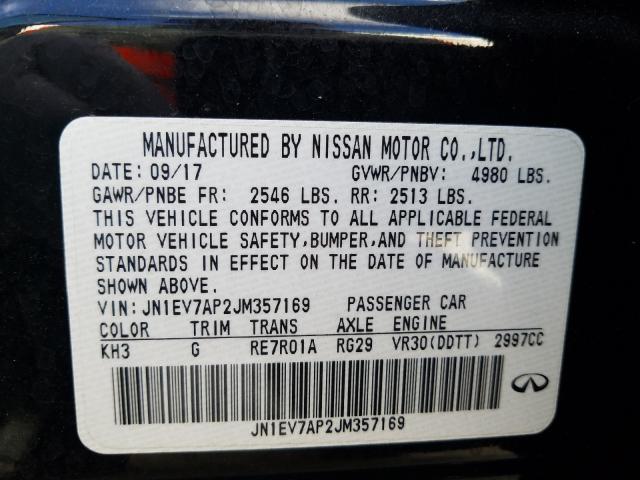 MANUFACTURED BY NISSAN MOTOR CO.,LTD.
DATE: 09/17 GVWR/PNBV: 4980 LBS.
GAWR/PNBE FR: 2546 LBS. RR: 2513 LBS.
THIS VEHICLE CONFORMS TO ALL APPLICABLE FEDERAL
MOTOR VEHICLE SAFETY,BUMPER,AND THEFT PREVENTION
STANDARDS IN EFFECT ON THE DATE OF MANUFACTURE
SHOWN ABOVE.
VIN:JN1EV7AP2JM357169 PASSENGER CAR
COLOR TRIM TRANS AXLE ENGINE
KH3 G RE7R01A RG29 VR30(DDTT) 2997CC
JN1EV7AP2JM357169